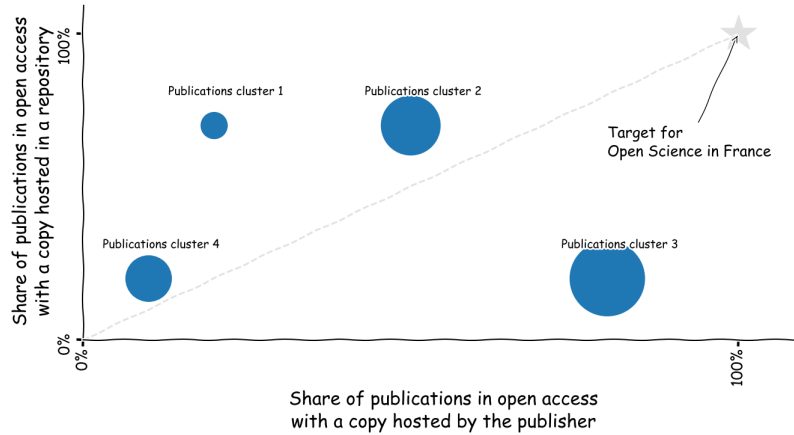 Share of publications in open access
with a copy hosted in a repository
100%
0%
Publications cluster 1
Publications cluster 2
Target for
Open Science in France
Publications cluster 4
Publications cluster 3
0%
100%
Share of publications in open access
with a copy hosted by the publisher